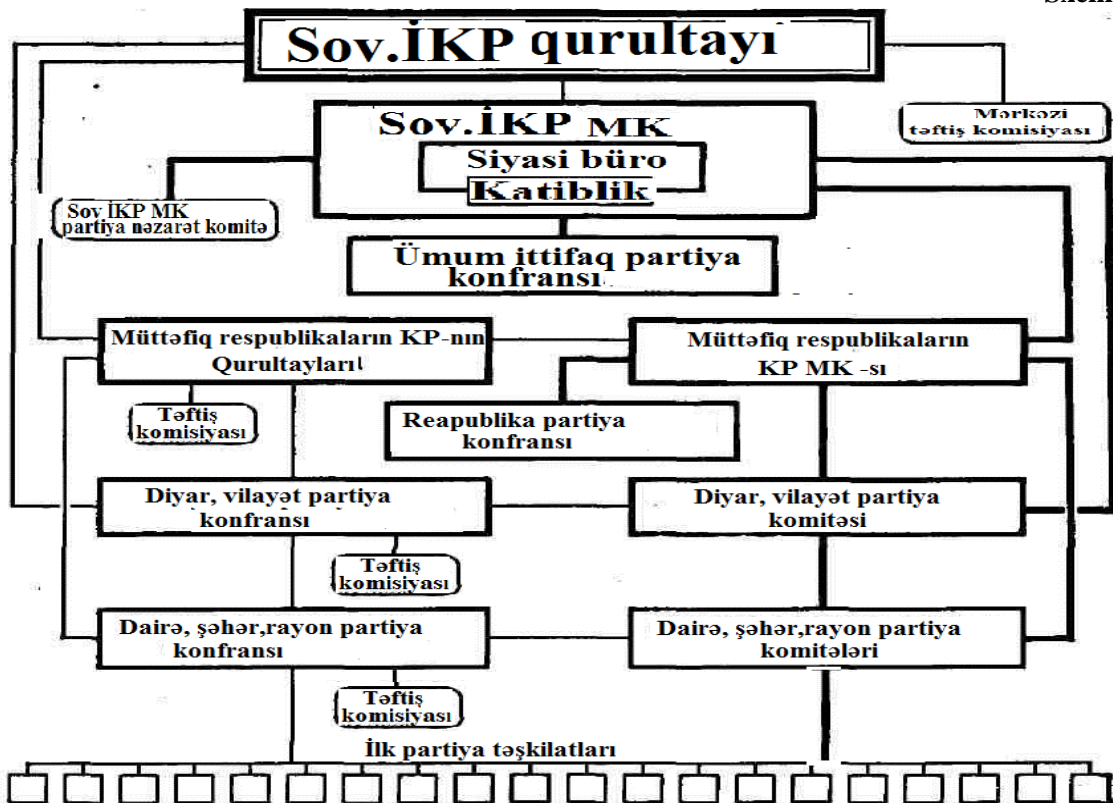 Sov.İKP qurultayı
Mərkəzi
təftiş komisiyası
Sov.İKP MK
Siyasi büro
Katiblik
Sov İKP MK
partiya nəzarət komitə
Ümum ittifaq partiya
konfransı
Müttəfiq respublikaların KP-nın
Qurultayları
Müttəfiq respublikaların
KP MK -sı
Təftiş
komisiyası
Reapublika partiya
konfransı
Diyar, vilayət partiya
konfransı
Diyar, vilayət partiya
komitəsi
Təftiş
komisiyası
Dairə, şəhər,rayon partiya
konfransı
Dairə, şəhər,rayon partiya
komitələri
Təftiş
komisiyası
İlk partiya təşkilatları